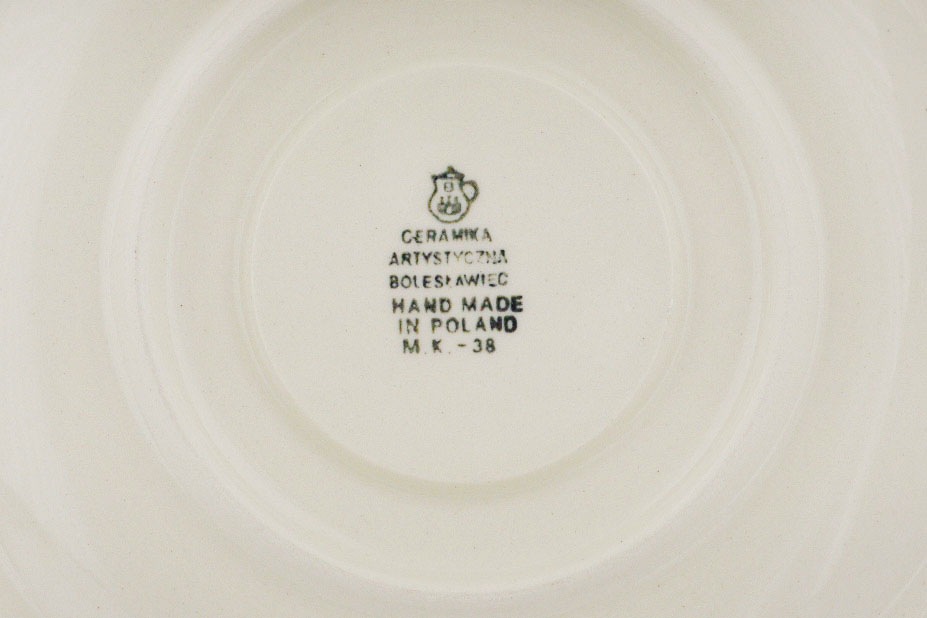 CERAMIKA
ARTYSTYCZNA
BOLESŁAWIEC
HAND MADE
IN POLAND
M.K. - 38